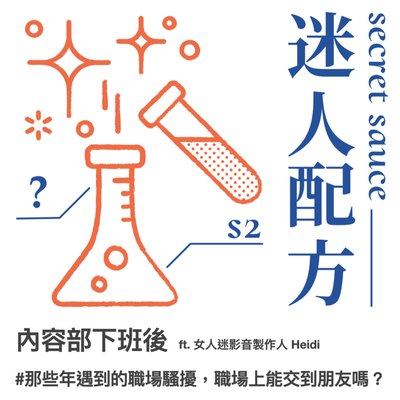 迷人配方
secret sauce
?
S2
內容部下班後 ft. 女人迷影音製作人 Heidi
#那些年遇到的職場騷擾，職場上能交到朋友嗎？